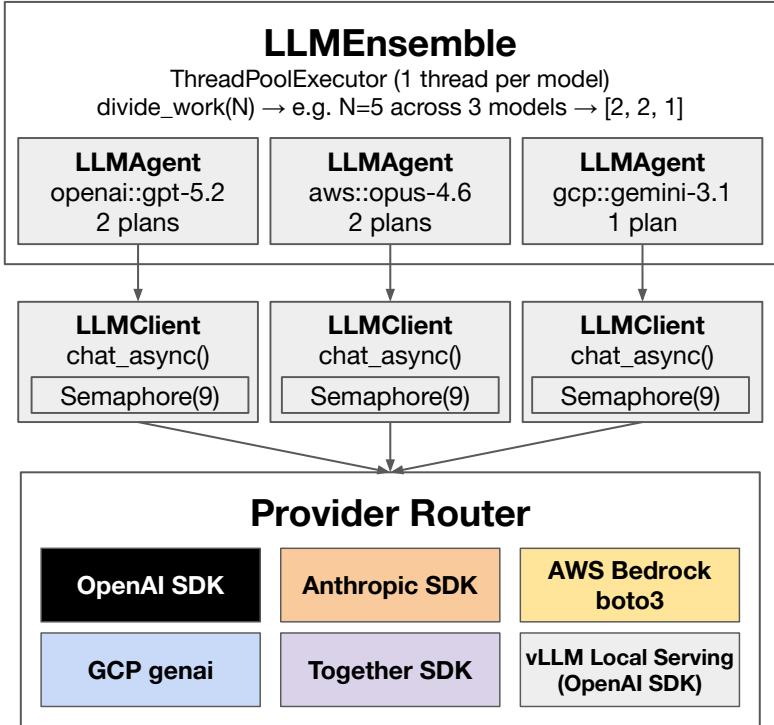 LLMEnsemble
ThreadPoolExecutor (1 thread per model)
divide_work(N) → e.g. N=5 across 3 models → [2, 2, 1]
LLMAgent
openai::gpt-5.2
2 plans
LLMAgent
aws::opus-4.6
2 plans
LLMAgent
gcp::gemini-3.1
1 plan
LLMClient
chat_async()
Semaphore(9)
LLMClient
chat_async()
Semaphore(9)
LLMClient
chat_async()
Semaphore(9)
Provider Router
OpenAI SDK
Anthropic SDK
AWS Bedrock
boto3
GCP genai
Together SDK
vLLM Local Serving
(OpenAI SDK)